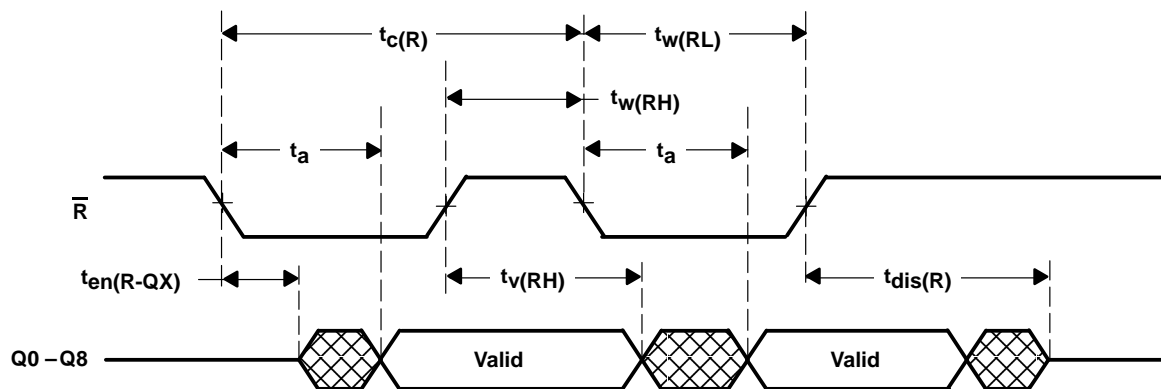 tc(R) tw(RL)
tw(RH)
ta ta
R̅
ten(R-QX) tv(RH) tdis(R)
Q0 – Q8 Valid Valid